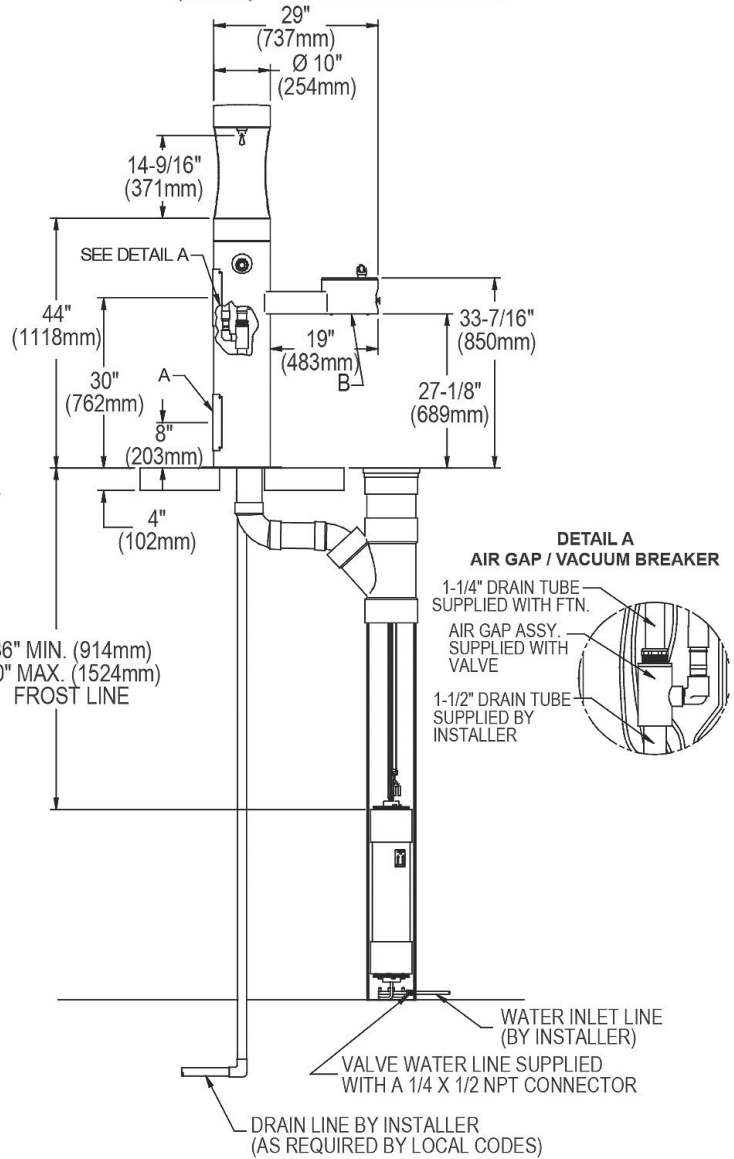 29"
(737mm)
Ø 10"
(254mm)
14-9/16"
(371mm)
SEE DETAIL A
44"
(1118mm)
33-7/16"
(850mm)
19"
(483mm)
30"
(762mm)
A
B
27-1/8"
(689mm)
8"
(203mm)
4"
(102mm)
DETAIL A
AIR GAP / VACUUM BREAKER
1-1/4" DRAIN TUBE
SUPPLIED WITH FTN.
AIR GAP ASSY.
SUPPLIED WITH
VALVE
1-1/2" DRAIN TUBE
SUPPLIED BY
INSTALLER
6" MIN. (914mm)
0" MAX. (1524mm)
FROST LINE
WATER INLET LINE
(BY INSTALLER)
VALVE WATER LINE SUPPLIED
WITH A 1/4 X 1/2 NPT CONNECTOR
DRAIN LINE BY INSTALLER
(AS REQUIRED BY LOCAL CODES)